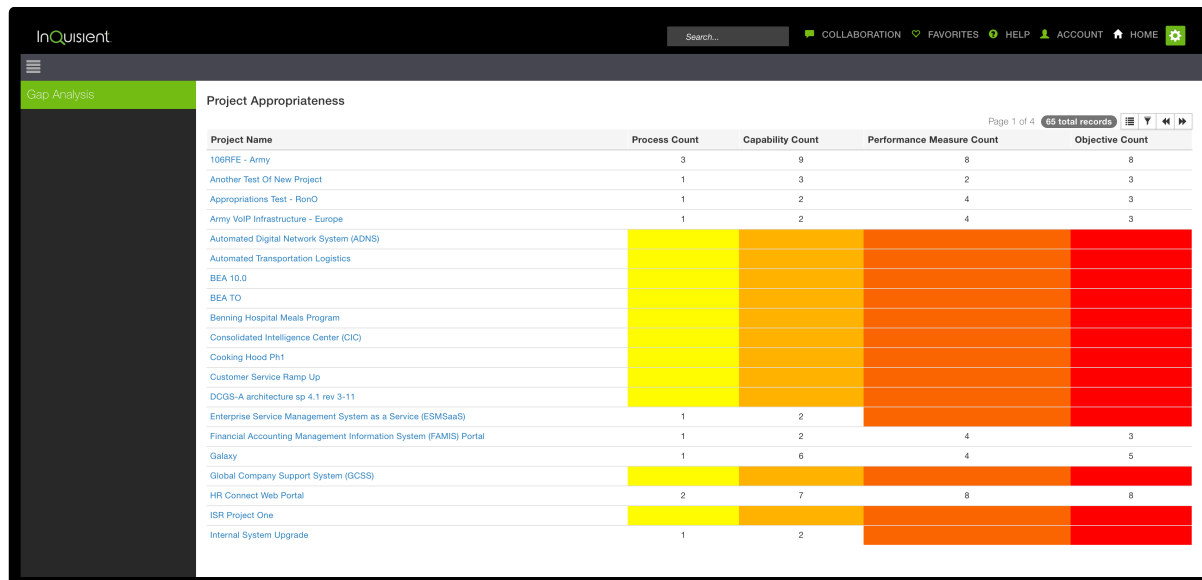 InQuisient
Search...
COLLABORATION FAVORITES HELP ACCOUNT HOME
Gap Analysis
Project Appropriateness
Page 1 of 4 65 total records
Project Name Process Count Capability Count Performance Measure Count Objective Count
106RFE - Army 3 9 8 8
Another Test Of New Project 1 3 2 3
Appropriations Test - RonO 1 2 4 3
Army VoIP Infrastructure - Europe 1 2 4 3
Automated Digital Network System (ADNS)
Automated Transportation Logistics
BEA 10.0
BEA TO
Benning Hospital Meals Program
Consolidated Intelligence Center (CIC)
Cooking Hood Ph1
Customer Service Ramp Up
DCGS-A architecture sp 4.1 rev 3-11
Enterprise Service Management System as a Service (ESMSaaS) 1 2
Financial Accounting Management Information System (FAMIS) Portal 1 2 4 3
Galaxy 1 6 4 5
Global Company Support System (GCSS)
HR Connect Web Portal 2 7 8 8
ISR Project One
Internal System Upgrade 1 2